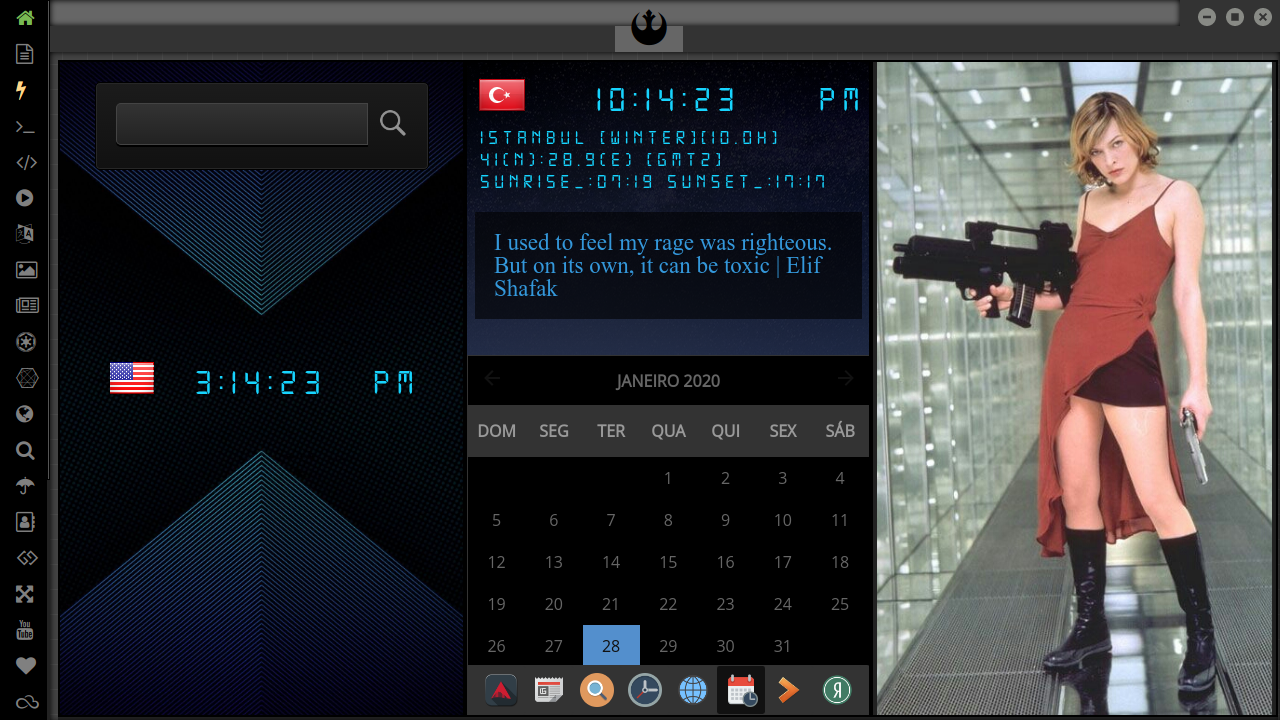 10:14:23 PM
ISTANBUL (WINTER)(10.0H)
41(N):28.9(E) (GMT2)
SUNRISE_:07:19 SUNSET_:17:17
I used to feel my rage was righteous.
But on its own, it can be toxic | Elif
Shafak
3:14:23 PM
JANEIRO 2020
DOM SEG TER QUA QUI SEX SÁB
1 2 3 4
5 6 7 8 9 10 11
12 13 14 15 16 17 18
19 20 21 22 23 24 25
26 27 28 29 30 31
You
Tube
Я